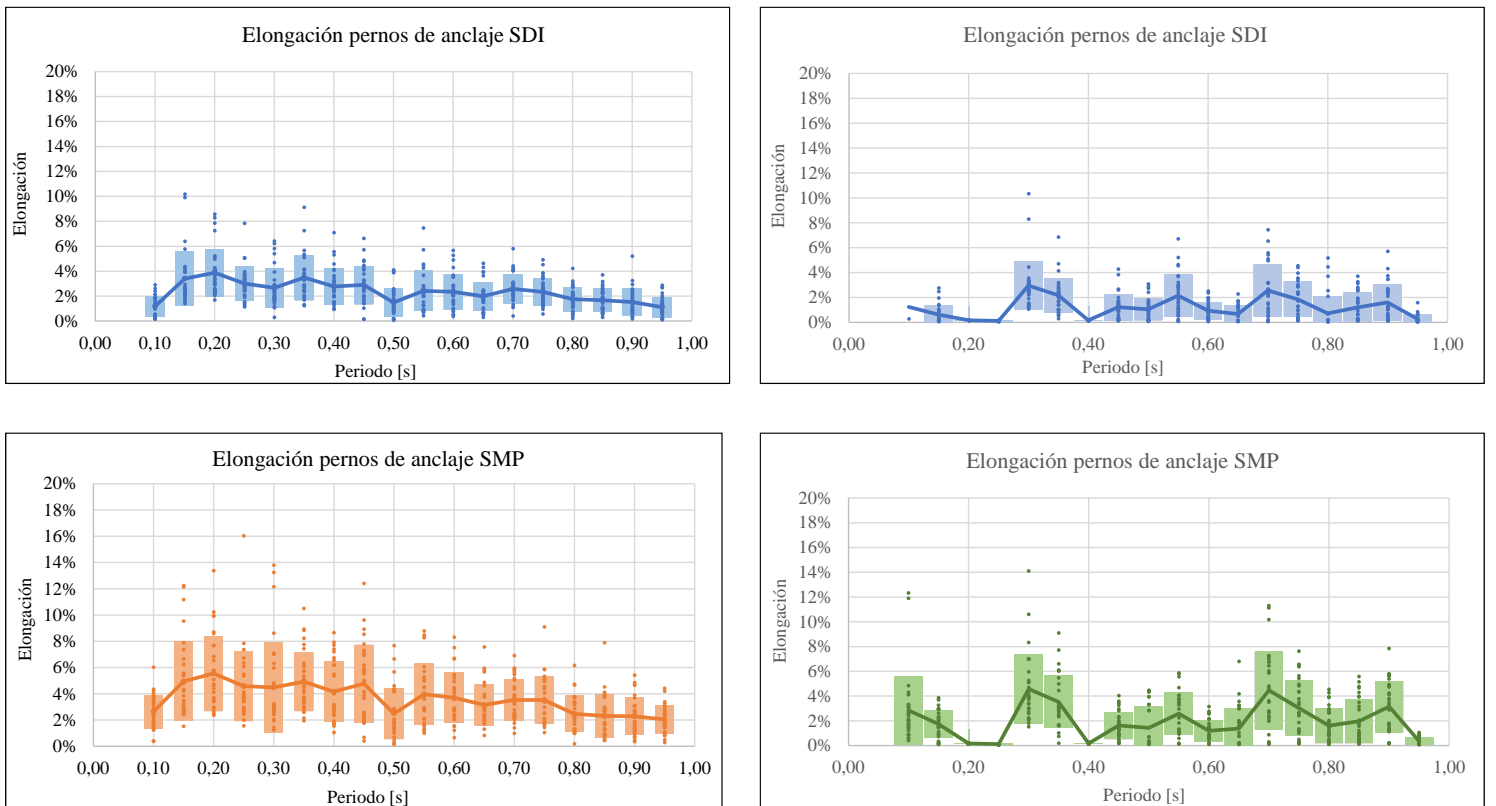 Elongación pernos de anclaje SDI
20%
18%
16%
14%
12%
10%
8%
6%
4%
2%
0%
Elongación
0,00 0,10 0,20 0,30 0,40 0,50 0,60 0,70 0,80 0,90 1,00
Periodo [s]
Elongación pernos de anclaje SDI
20%
18%
16%
14%
12%
10%
8%
6%
4%
2%
0%
Elongación
0,00 0,20 0,40 0,60 0,80 1,00
Periodo [s]
Elongación pernos de anclaje SMP
20%
18%
16%
14%
12%
10%
8%
6%
4%
2%
0%
Elongación
0,00 0,10 0,20 0,30 0,40 0,50 0,60 0,70 0,80 0,90 1,00
Periodo [s]
Elongación pernos de anclaje SMP
20%
18%
16%
14%
12%
10%
8%
6%
4%
2%
0%
Elongación
0,00 0,20 0,40 0,60 0,80 1,00
Periodo [s]